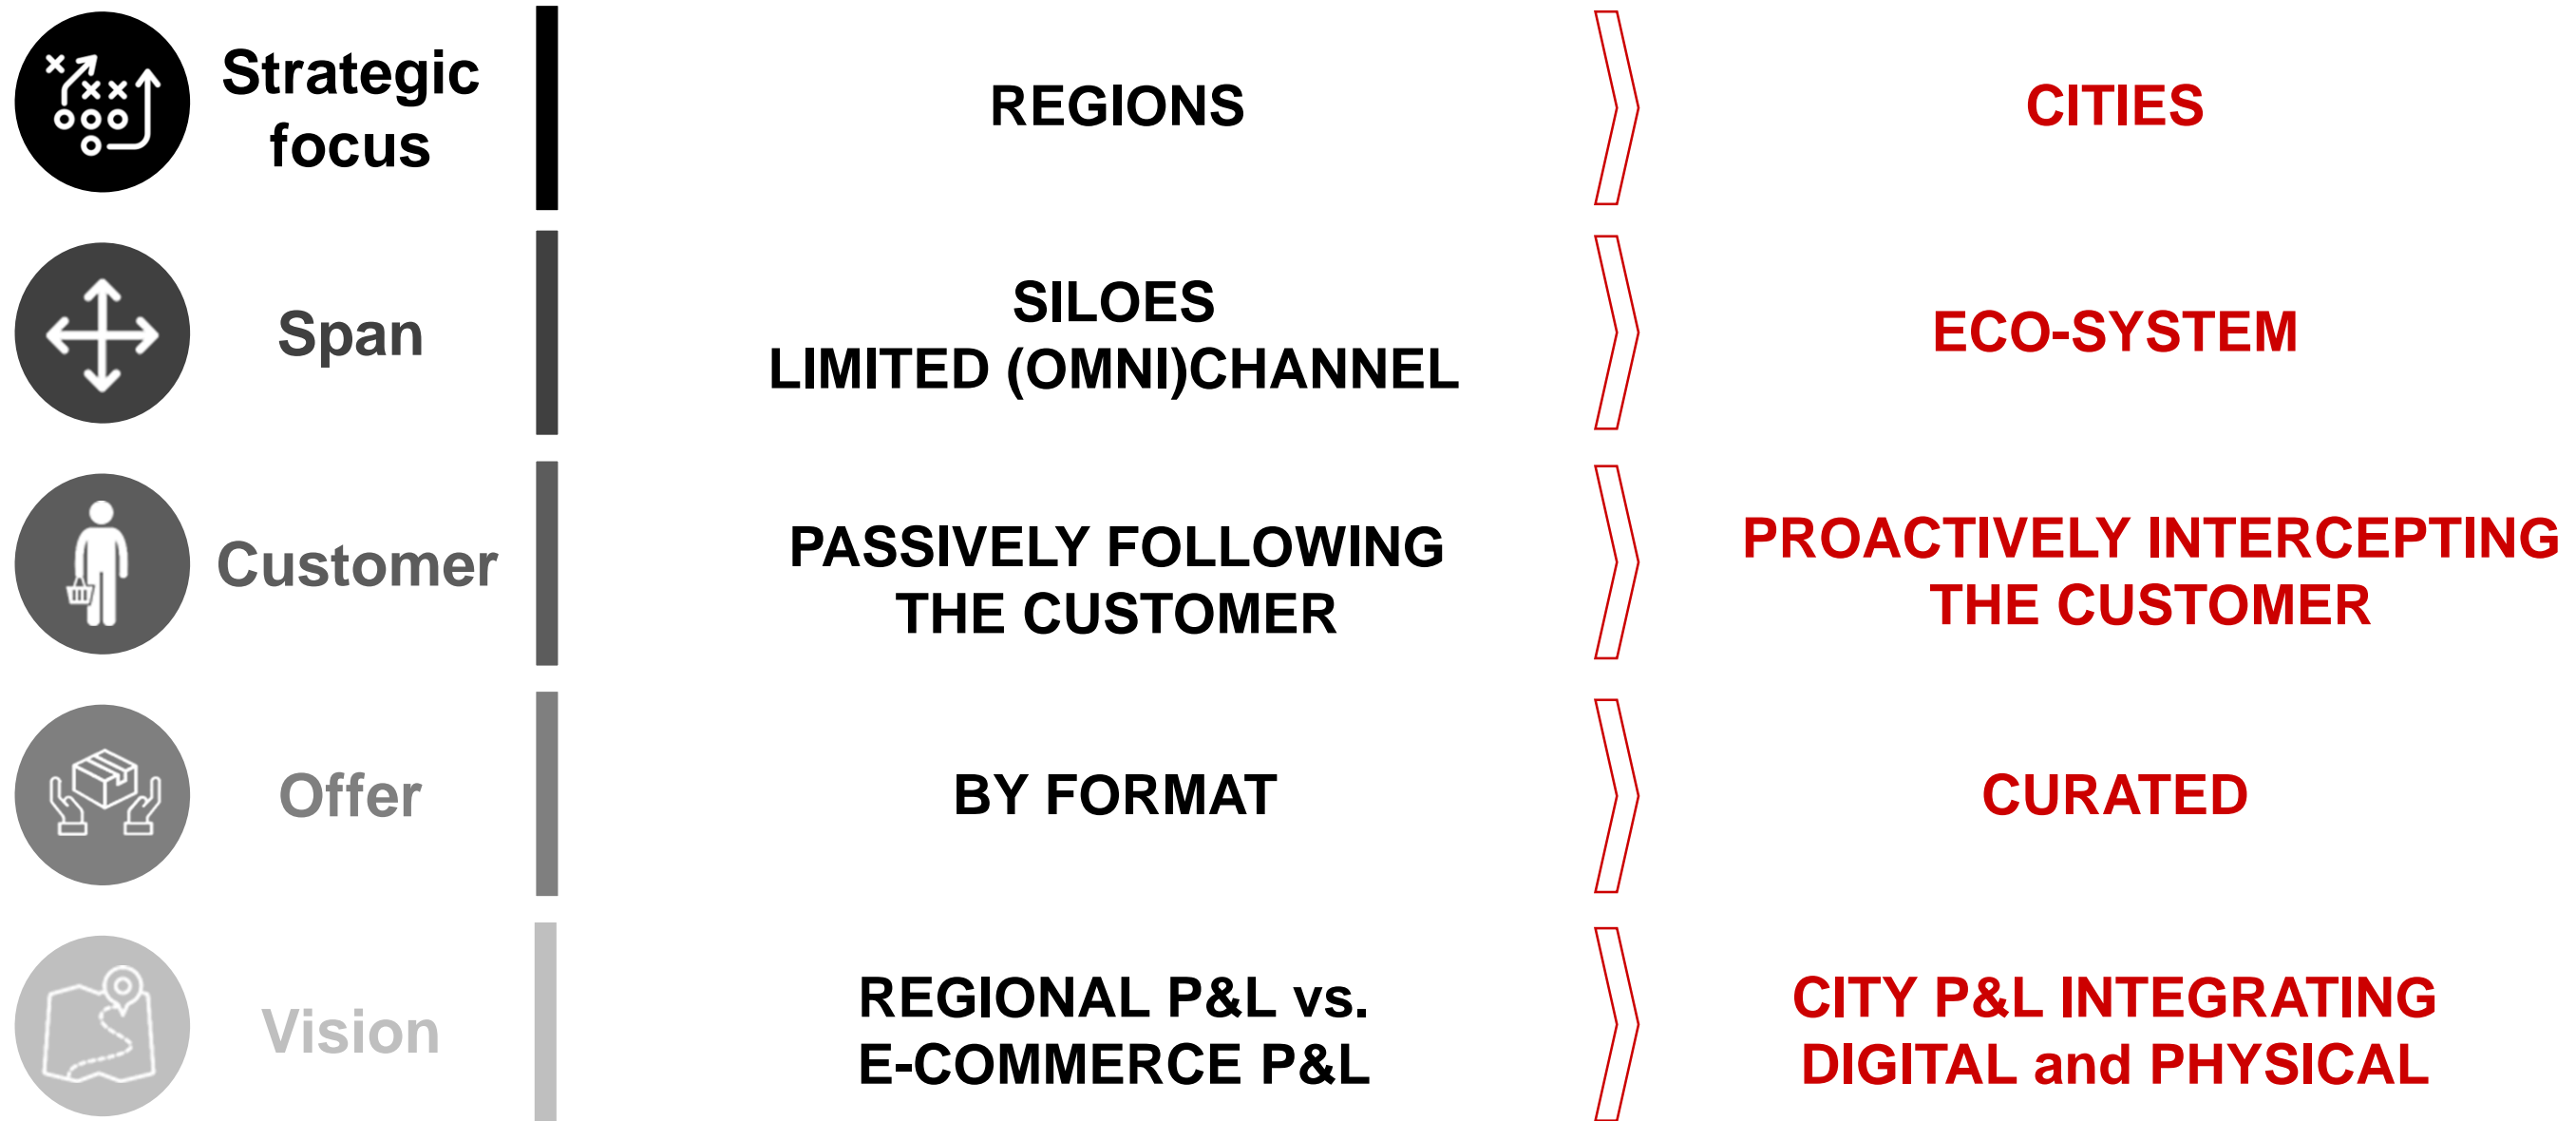 Strategic
focus
REGIONS
CITIES
Span
SILOES
LIMITED (OMNI)CHANNEL
ECO-SYSTEM
Customer
PASSIVELY FOLLOWING
THE CUSTOMER
PROACTIVELY INTERCEPTING
THE CUSTOMER
Offer
BY FORMAT
CURATED
Vision
REGIONAL P&L vs.
E-COMMERCE P&L
CITY P&L INTEGRATING
DIGITAL and PHYSICAL